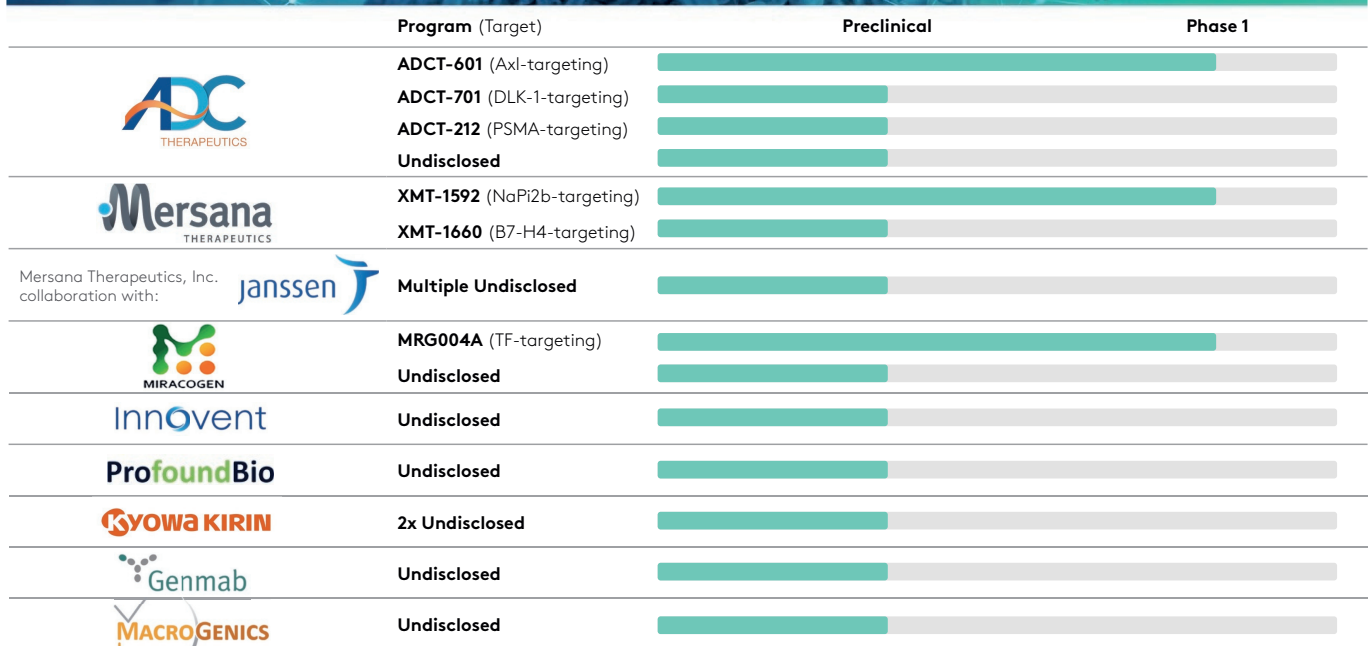 Program (Target) Preclinical Phase 1
ADC
THERAPEUTICS
ADCT-601 (Axl-targeting)
ADCT-701 (DLK-1-targeting)
ADCT-212 (PSMA-targeting)
Undisclosed
Mersana
THERAPEUTICS
XMT-1592 (NaPi2b-targeting)
XMT-1660 (B7-H4-targeting)
Mersana Therapeutics, Inc.
collaboration with:
janssen
Multiple Undisclosed
MIRACOGEN
MRG004A (TF-targeting)
Undisclosed
Innovent
Undisclosed
ProfoundBio
Undisclosed
KYOWA KIRIN
2x Undisclosed
Genmab
Undisclosed
MACROGENICS
Undisclosed